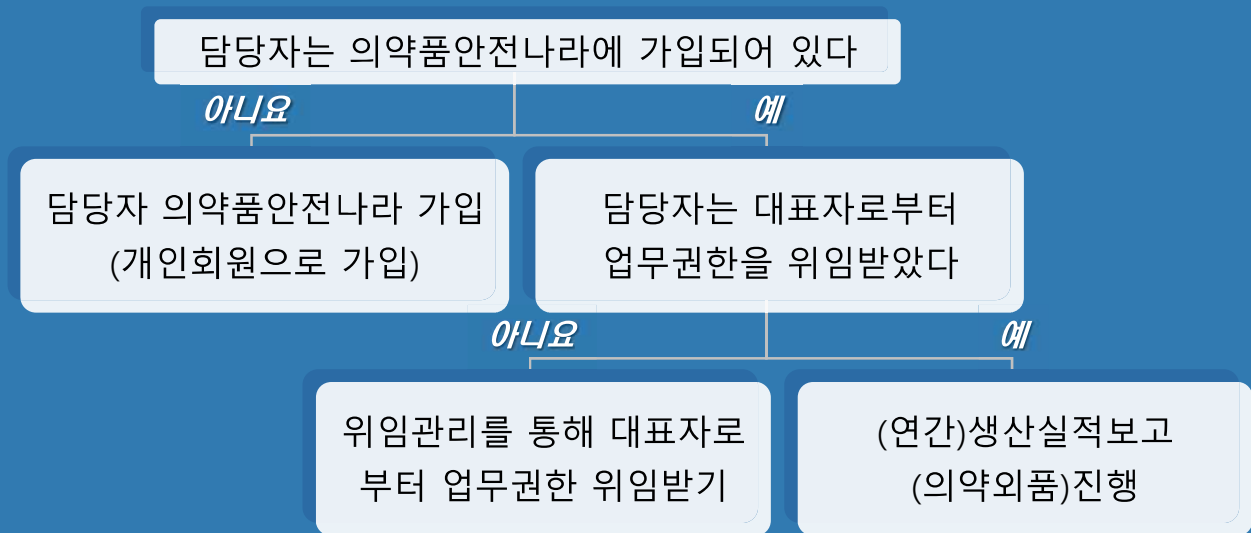 담당자는 의약품안전나라에 가입되어 있다
아니요
예
담당자 의약품안전나라 가입
(개인회원으로 가입)
담당자는 대표자로부터
업무권한을 위임받았다
아니요
예
위임관리를 통해 대표자로
부터 업무권한 위임받기
(연간)생산실적보고
(의약외품)진행